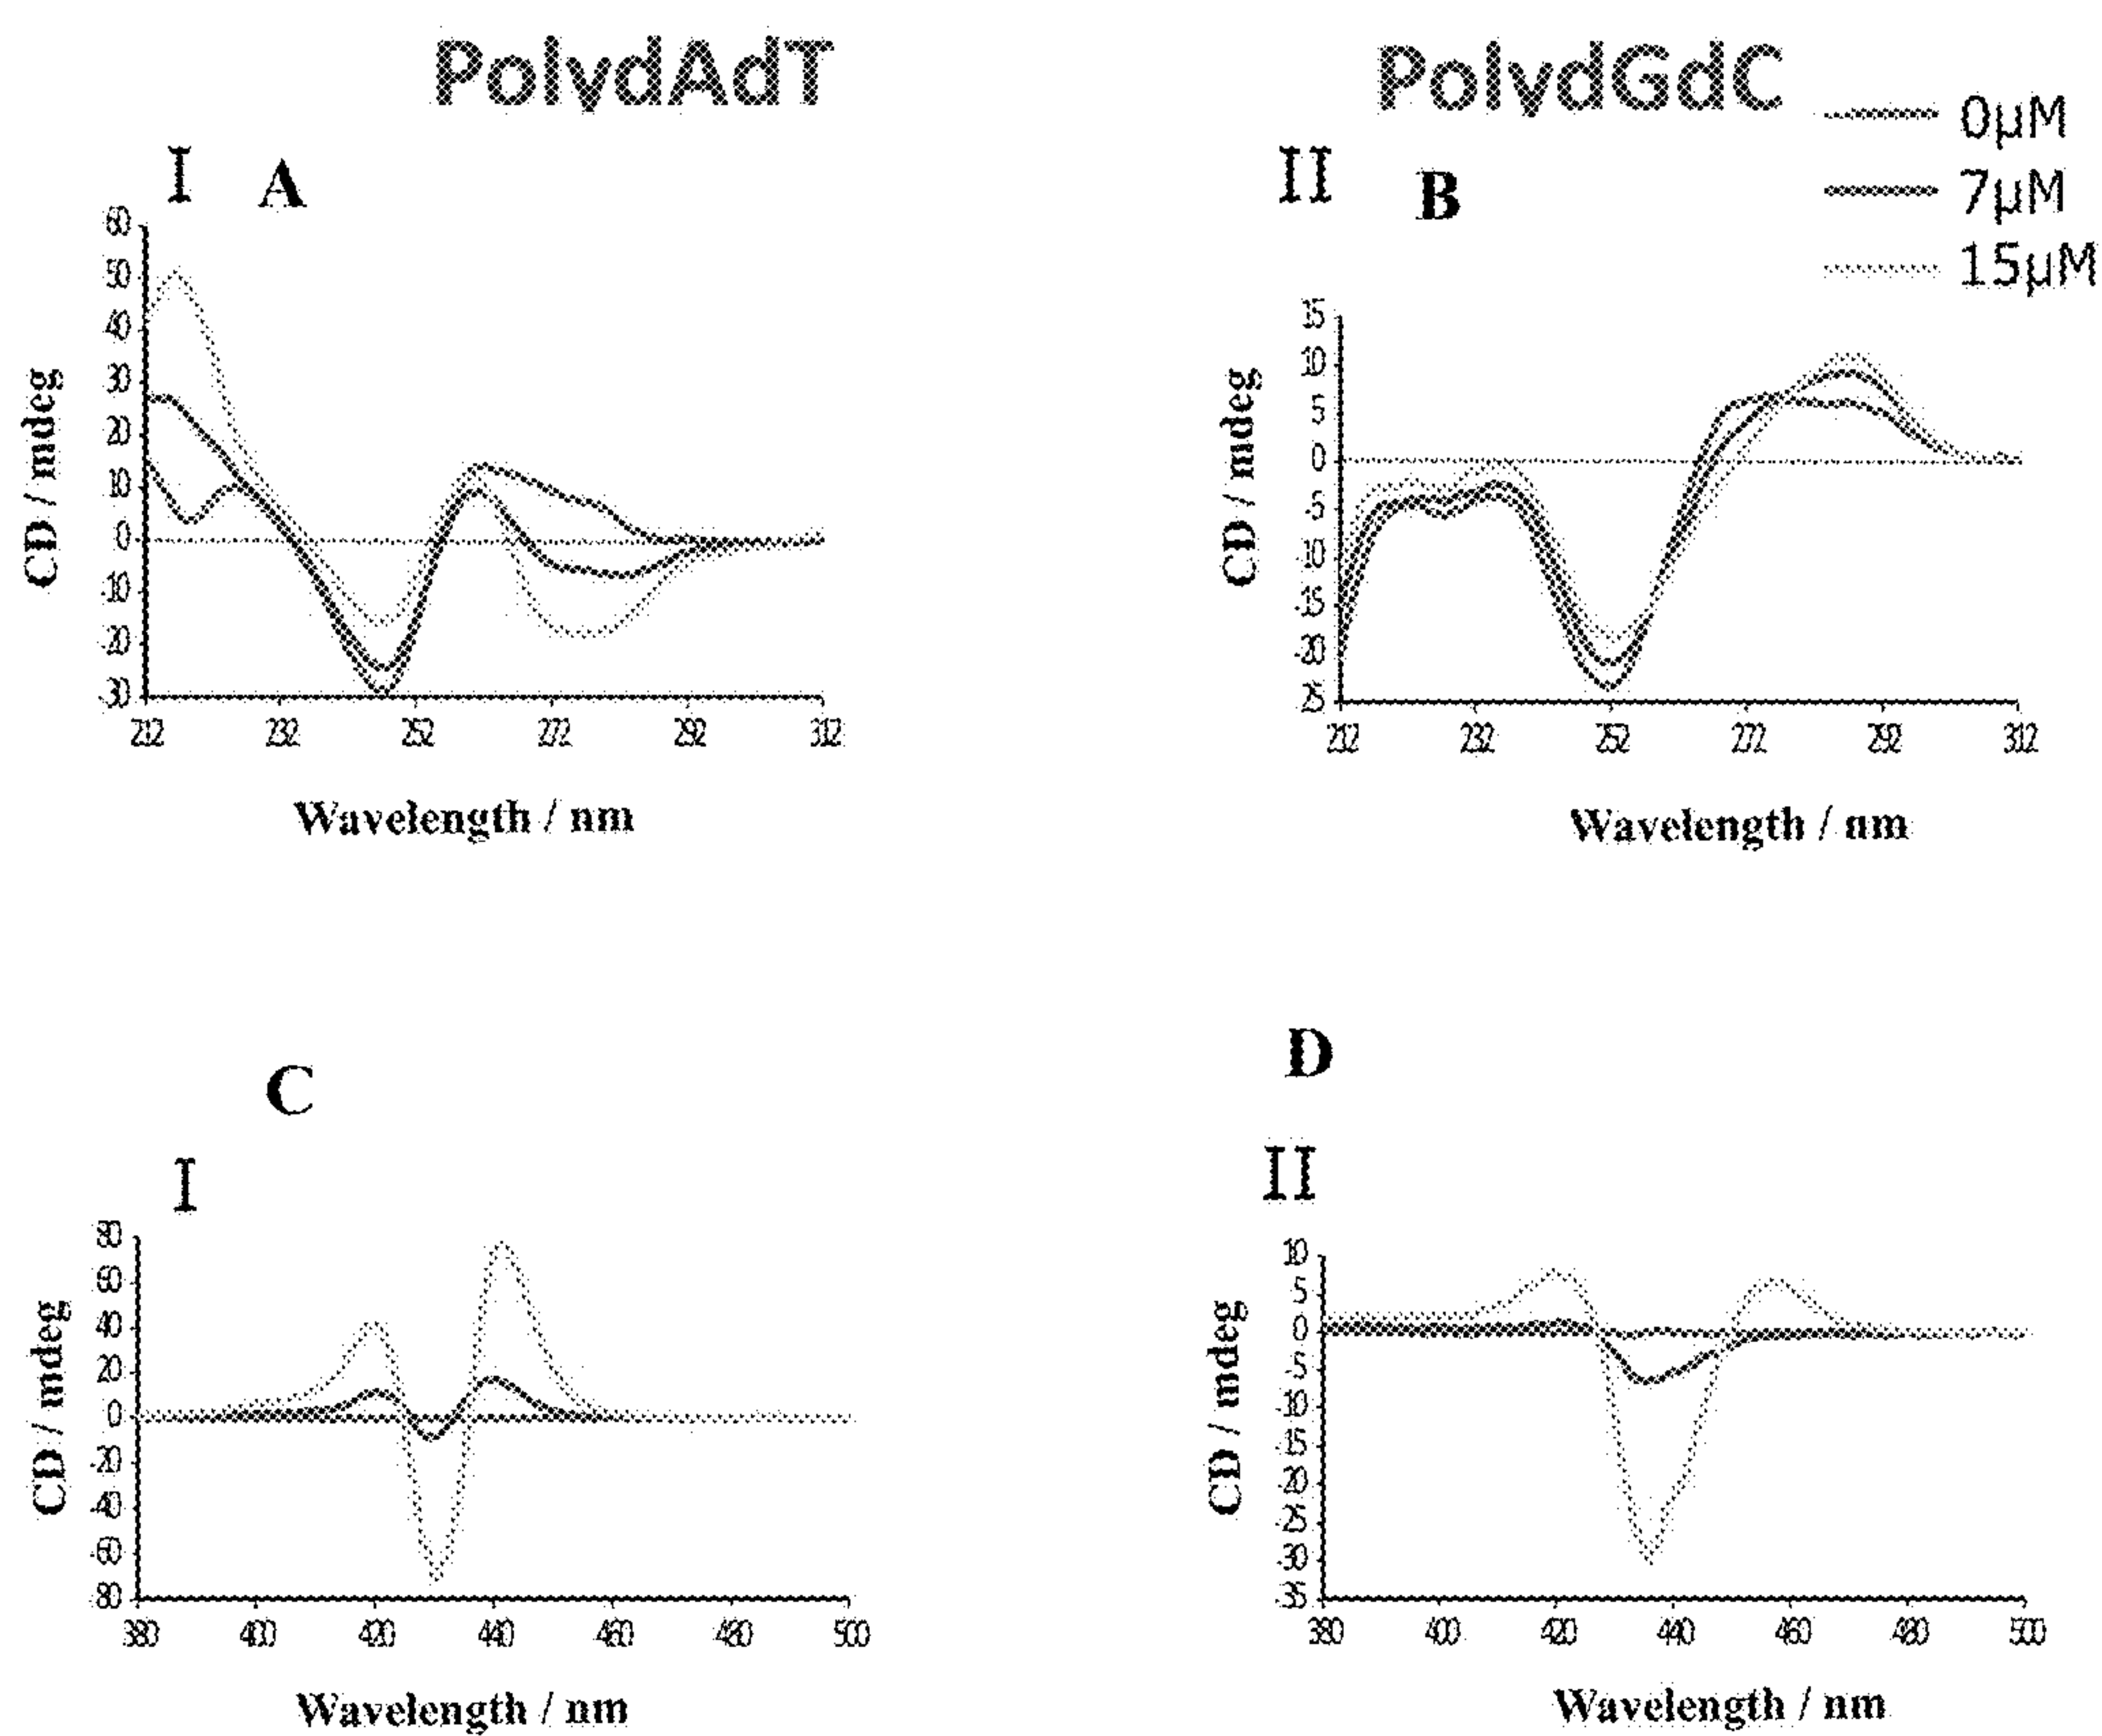 PolydAdT
PolydGdC
0µM
7µM
15µM
I A
60
50
40
30
20
10
0
-10
-20
-30
212 232 252 272 292 312
CD / mdeg
Wavelength / nm
II B
15
10
5
0
-5
-10
-15
-20
-25
212 232 252 272 292 312
CD / mdeg
Wavelength / nm
C
I
80
60
40
20
0
-20
-40
-60
-80
380 400 420 440 460 480 500
CD / mdeg
Wavelength / nm
D
II
10
5
0
-5
-10
-15
-20
-25
-30
-35
380 400 420 440 460 480 500
CD / mdeg
Wavelength / nm